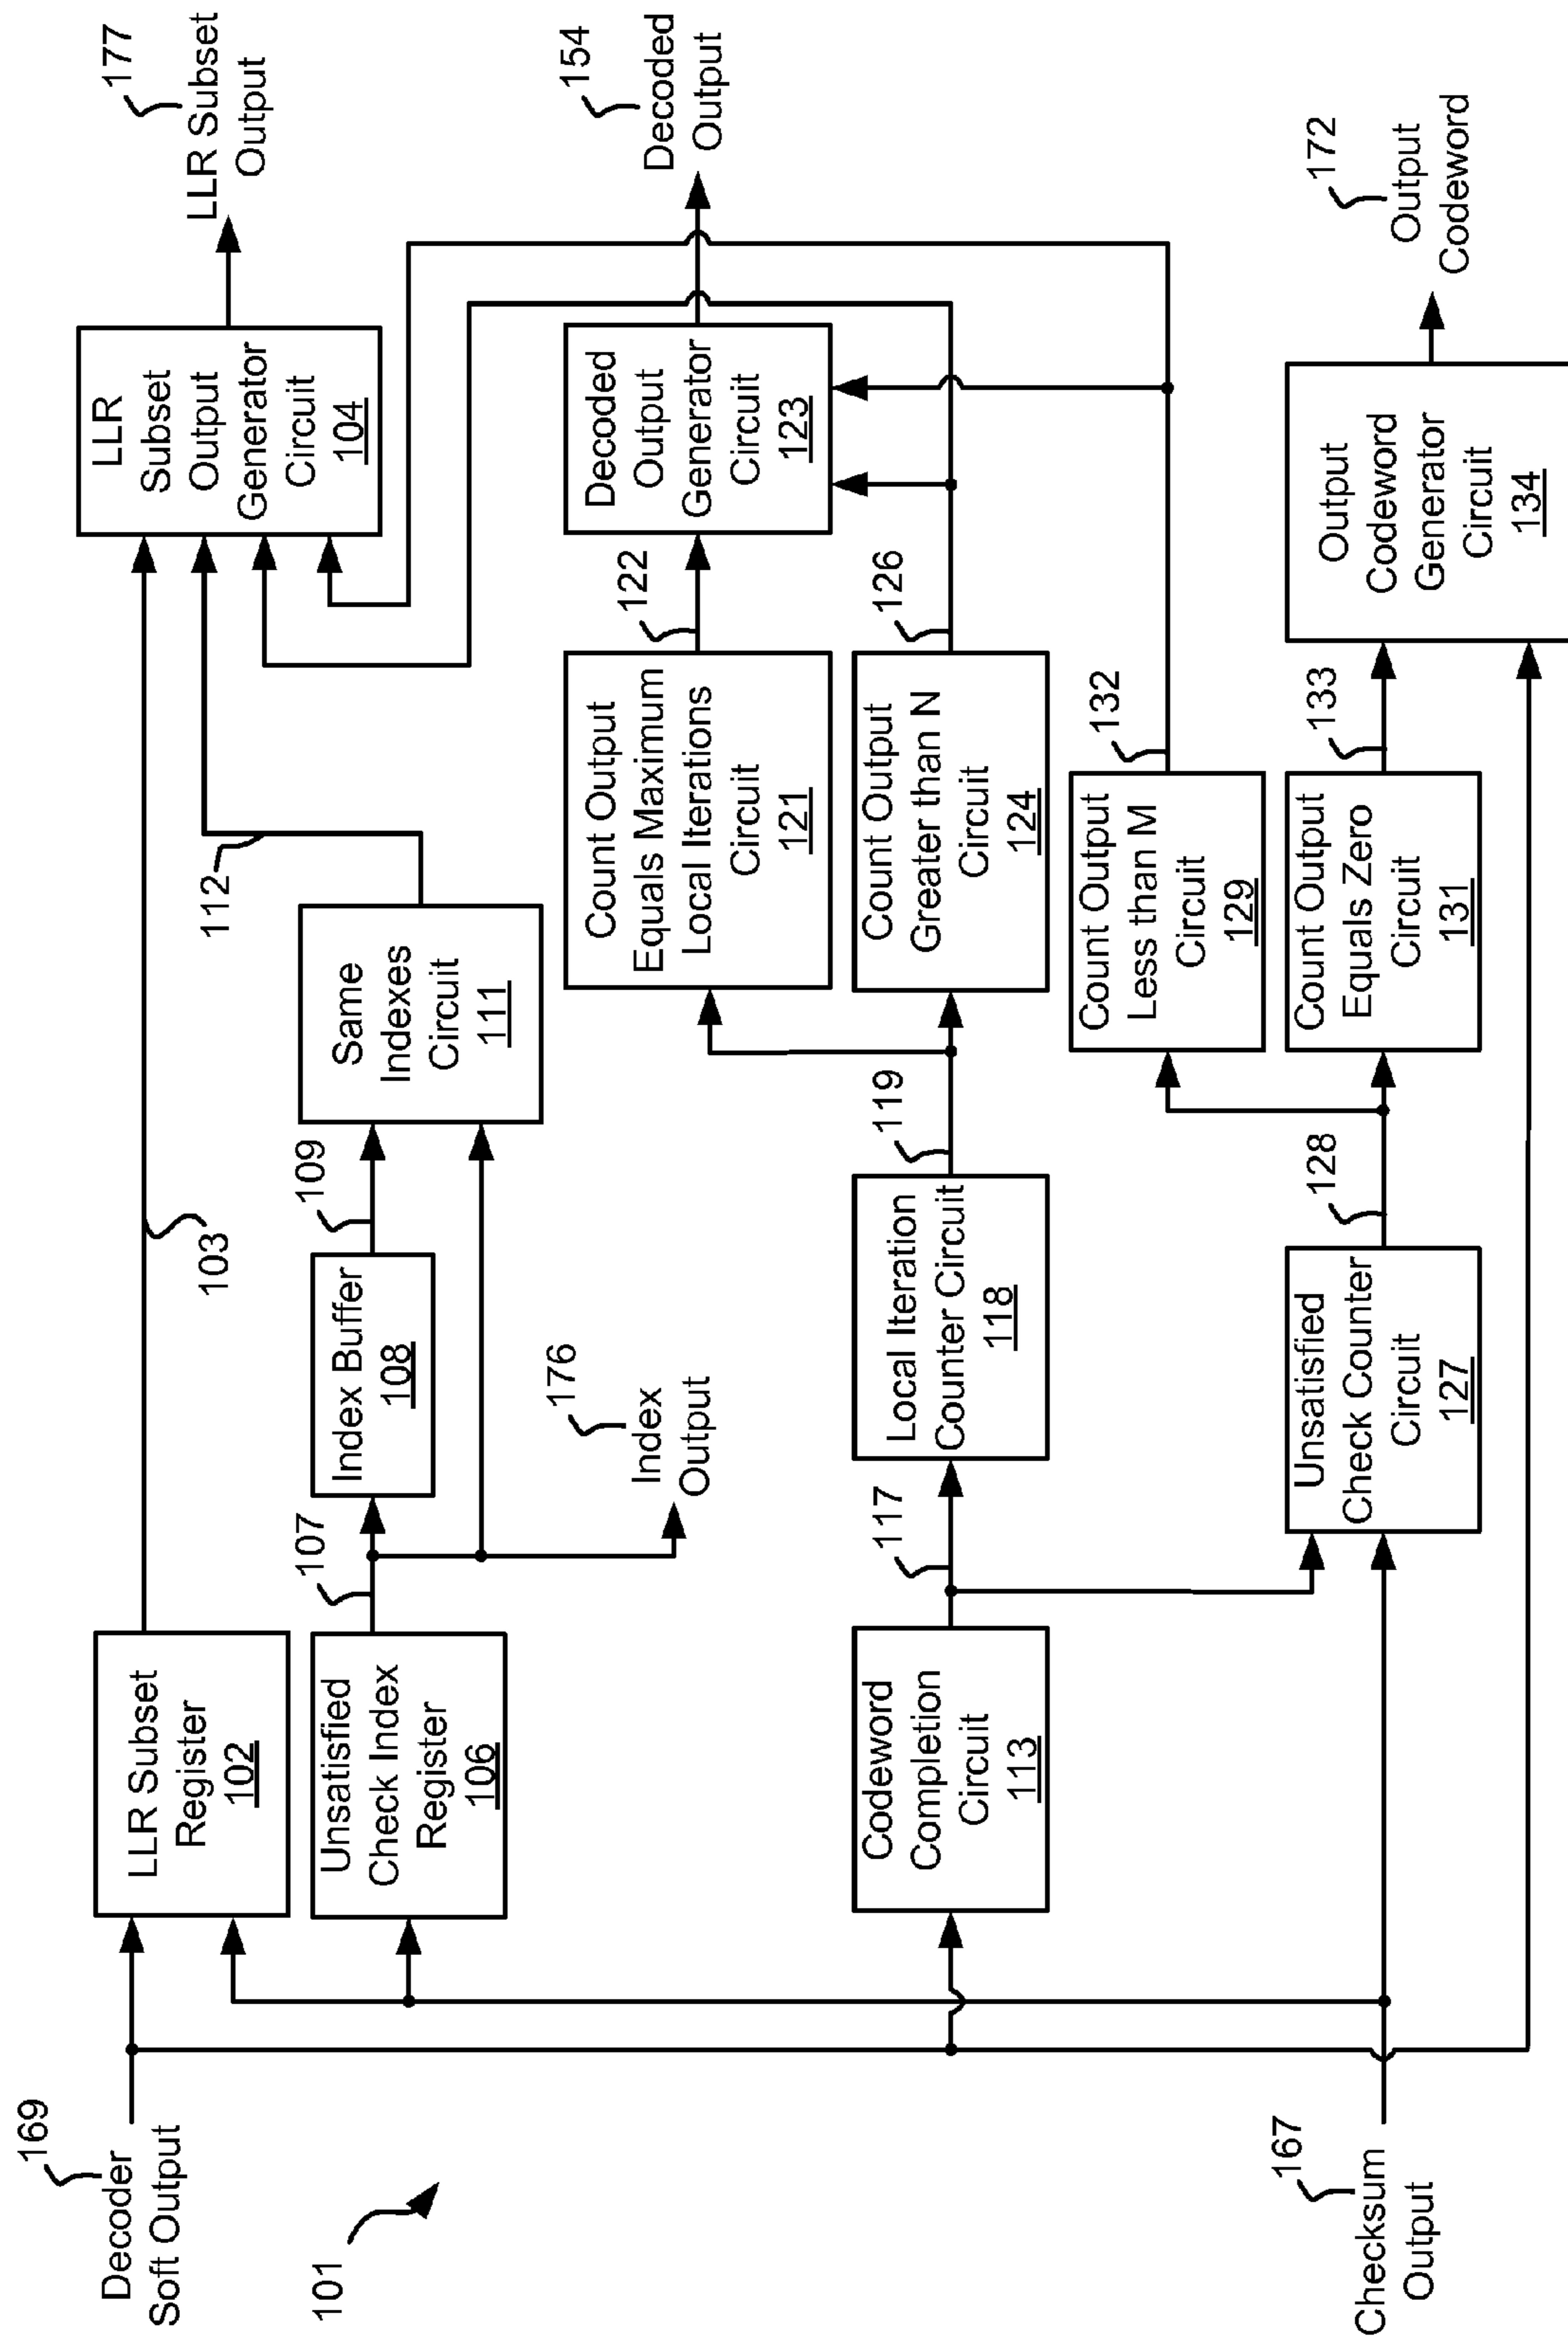 169
Decoder
Soft Output
101
167
Checksum
Output
LLR Subset
Register
102
Unsatisfied
Check Index
Register
106
Codeword
Completion
Circuit
113
107
103
Index Buffer
108
109
176
Index
Output
117
Local Iteration
Counter Circuit
118
119
Unsatisfied
Check Counter
Circuit
127
128
Same
Indexes
Circuit
111
112
Count Output
Equals Maximum
Local Iterations
Circuit
121
122
Count Output
Greater than N
Circuit
124
126
Count Output
Less than M
Circuit
129
132
Count Output
Equals Zero
Circuit
131
133
LLR
Subset
Output
Generator
Circuit
104
177
LLR Subset
Output
Decoded
Output
Generator
Circuit
123
154
Decoded
Output
Output
Codeword
Generator
Circuit
134
172
Output
Codeword